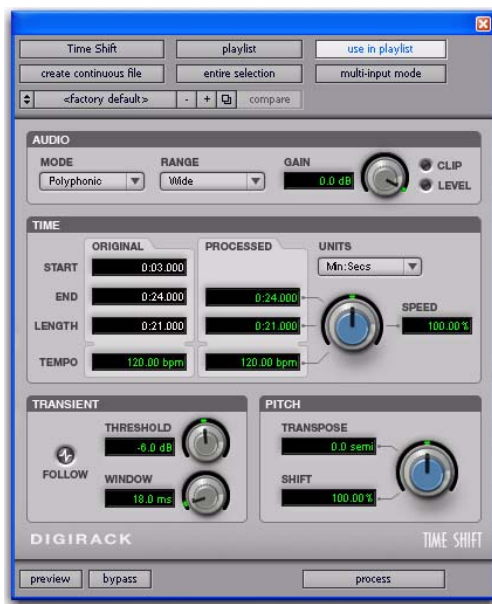 Time Shift playlist use in playlist
create continuous file entire selection multi-input mode
<factory default> - + compare
AUDIO
MODE RANGE GAIN
Polyphonic Wide 0.0 dB CLIP
LEVEL
TIME
ORIGINAL PROCESSED UNITS
START 0:03.000 Min:Secs
END 0:24.000 0:24.000 SPEED
LENGTH 0:21.000 0:21.000 100.00 %
TEMPO 120.00 bpm 120.00 bpm
TRANSIENT PITCH
THRESHOLD TRANSPOSE
-6.0 dB 0.0 semi
FOLLOW WINDOW SHIFT
18.0 ms 100.00 %
DIGIRACK TIME SHIFT
preview bypass process